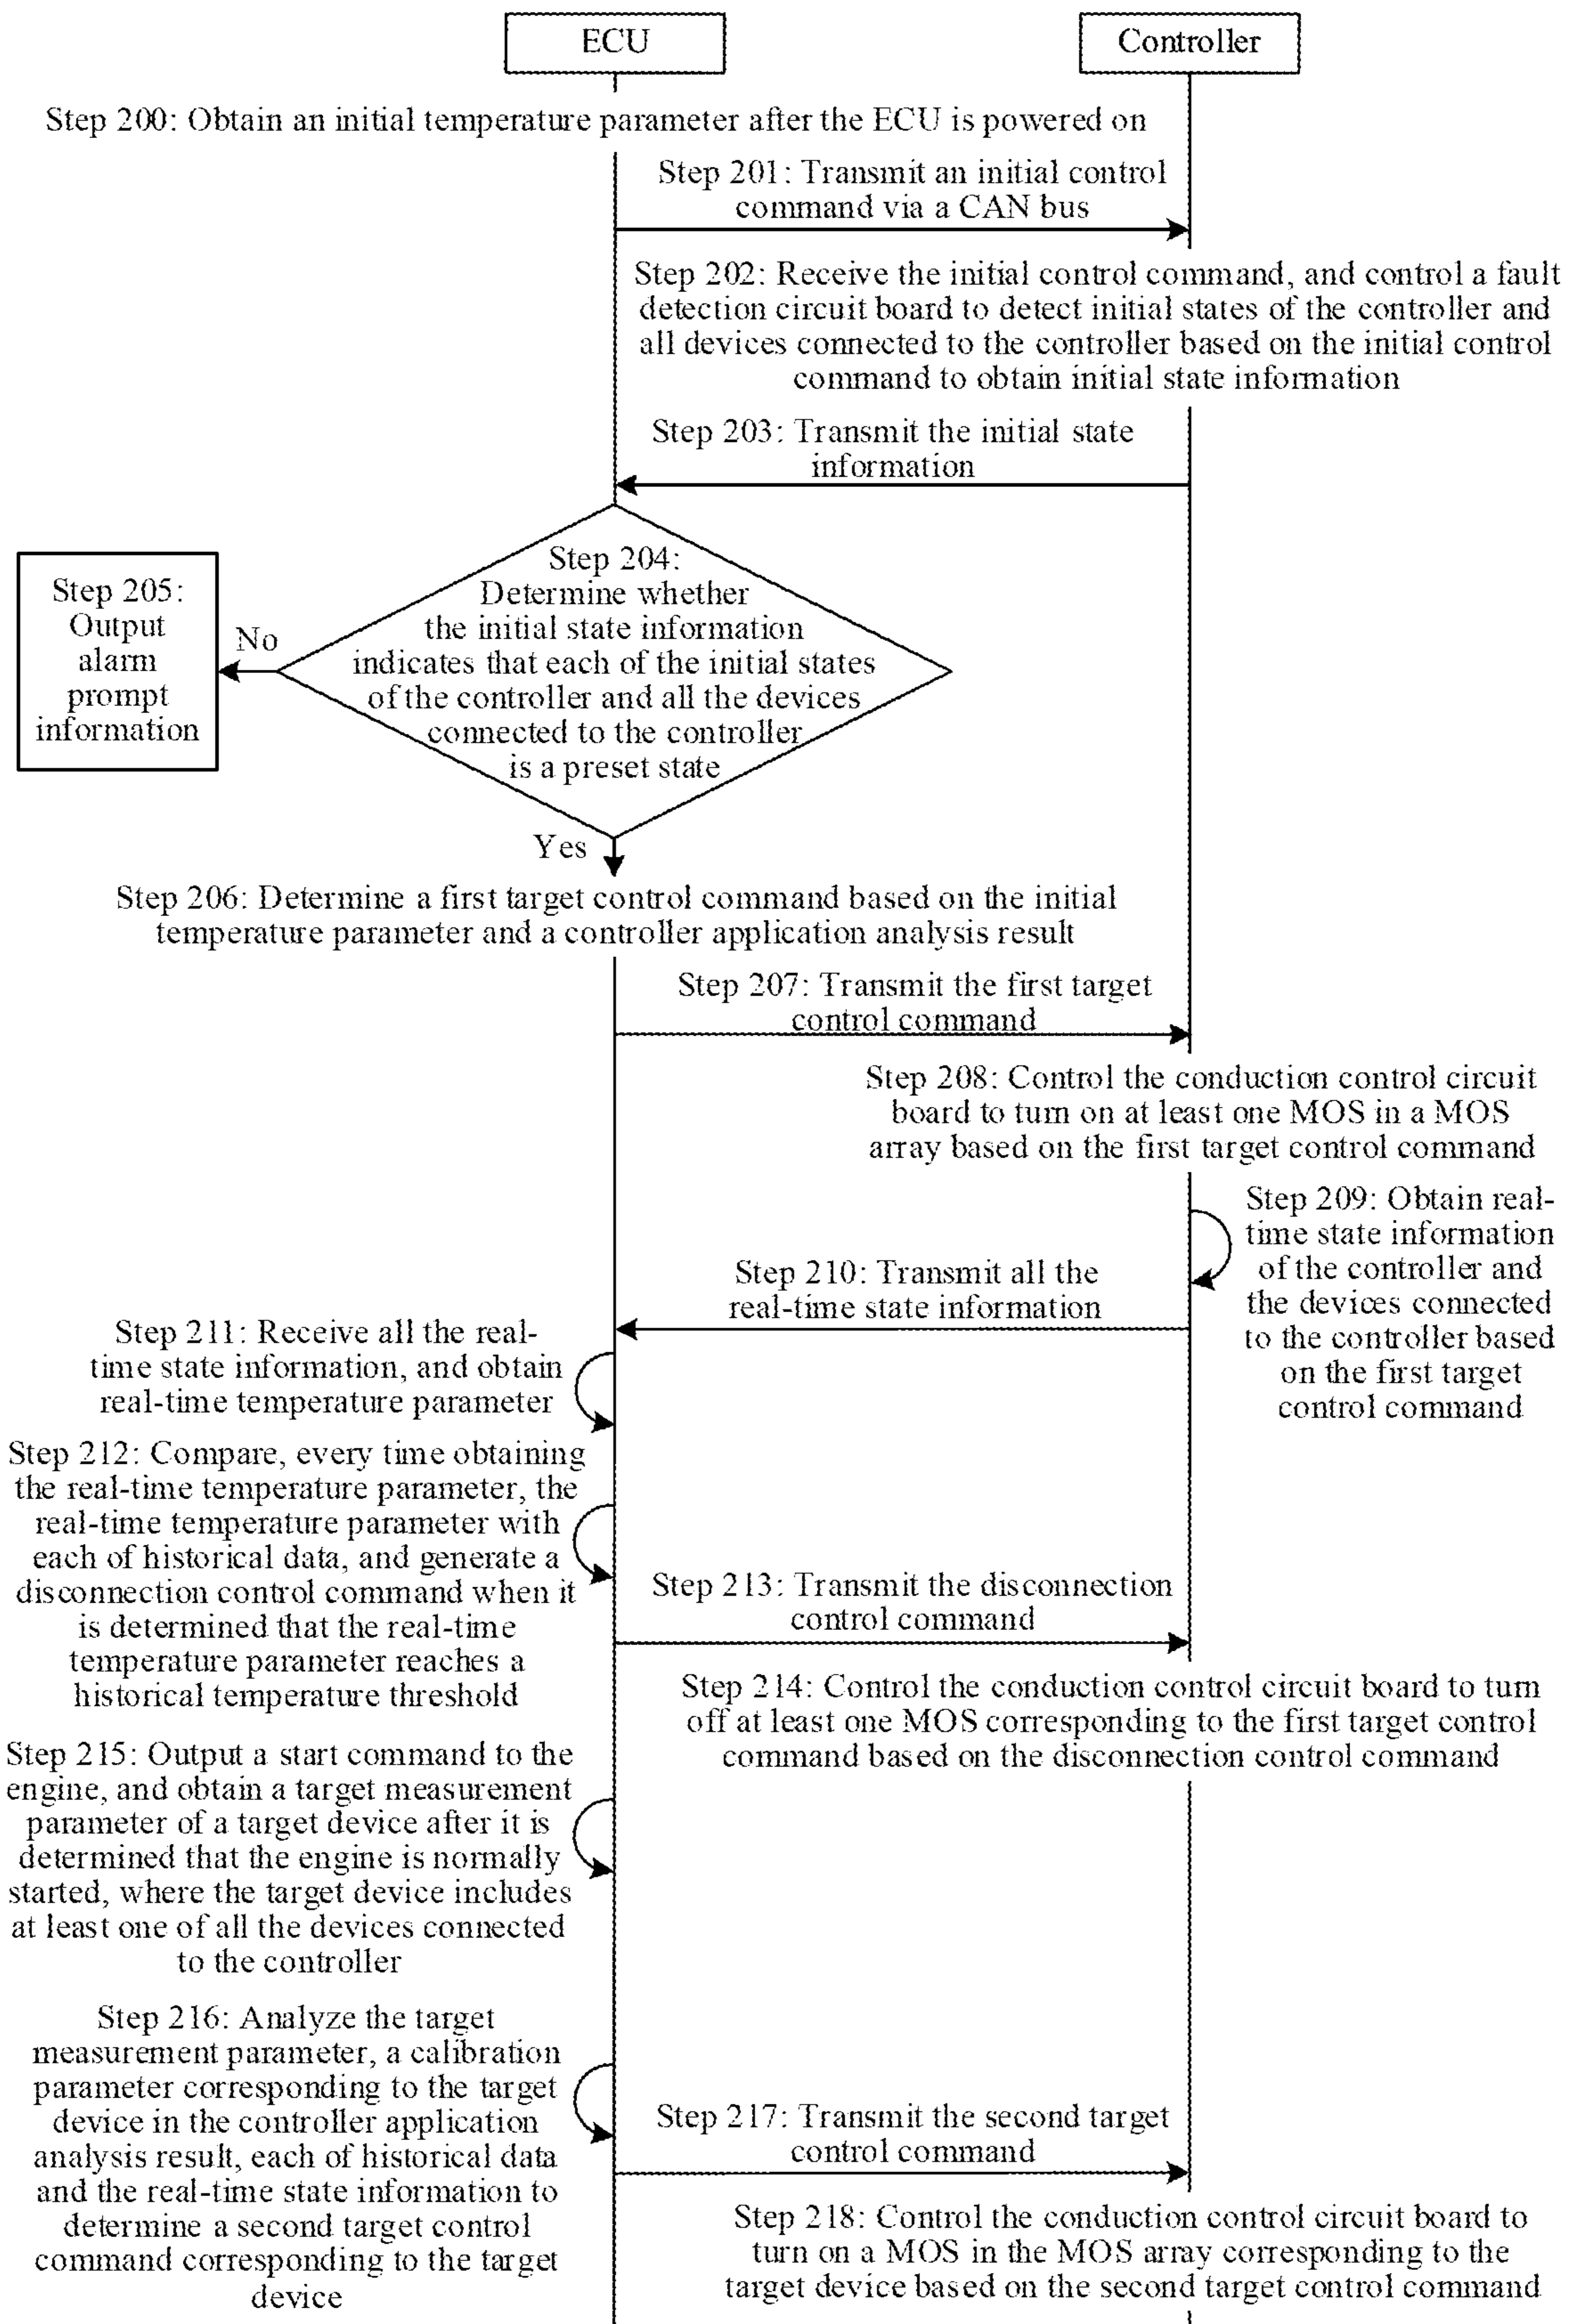 ECU
Controller
Step 200: Obtain an initial temperature parameter after the ECU is powered on
Step 201: Transmit an initial control
command via a CAN bus
Step 202: Receive the initial control command, and control a fault
detection circuit board to detect initial states of the controller and
all devices connected to the controller based on the initial control
command to obtain initial state information
Step 203: Transmit the initial state
information
Step 204:
Determine whether
the initial state information
indicates that each of the initial states
of the controller and all the devices
connected to the controller
is a preset state
No
Step 205:
Output
alarm
prompt
information
Yes
Step 206: Determine a first target control command based on the initial
temperature parameter and a controller application analysis result
Step 207: Transmit the first target
control command
Step 208: Control the conduction control circuit
board to turn on at least one MOS in a MOS
array based on the first target control command
Step 209: Obtain real-
time state information
of the controller and
the devices connected
to the controller based
on the first target
control command
Step 210: Transmit all the
real-time state information
Step 211: Receive all the real-
time state information, and obtain
real-time temperature parameter
Step 212: Compare, every time obtaining
the real-time temperature parameter, the
real-time temperature parameter with
each of historical data, and generate a
disconnection control command when it
is determined that the real-time
temperature parameter reaches a
historical temperature threshold
Step 213: Transmit the disconnection
control command
Step 214: Control the conduction control circuit board to turn
off at least one MOS corresponding to the first target control
command based on the disconnection control command
Step 215: Output a start command to the
engine, and obtain a target measurement
parameter of a target device after it is
determined that the engine is normally
started, where the target device includes
at least one of all the devices connected
to the controller
Step 216: Analyze the target
measurement parameter, a calibration
parameter corresponding to the target
device in the controller application
analysis result, each of historical data
and the real-time state information to
determine a second target control
command corresponding to the target
device
Step 217: Transmit the second target
control command
Step 218: Control the conduction control circuit board to
turn on a MOS in the MOS array corresponding to the
target device based on the second target control command